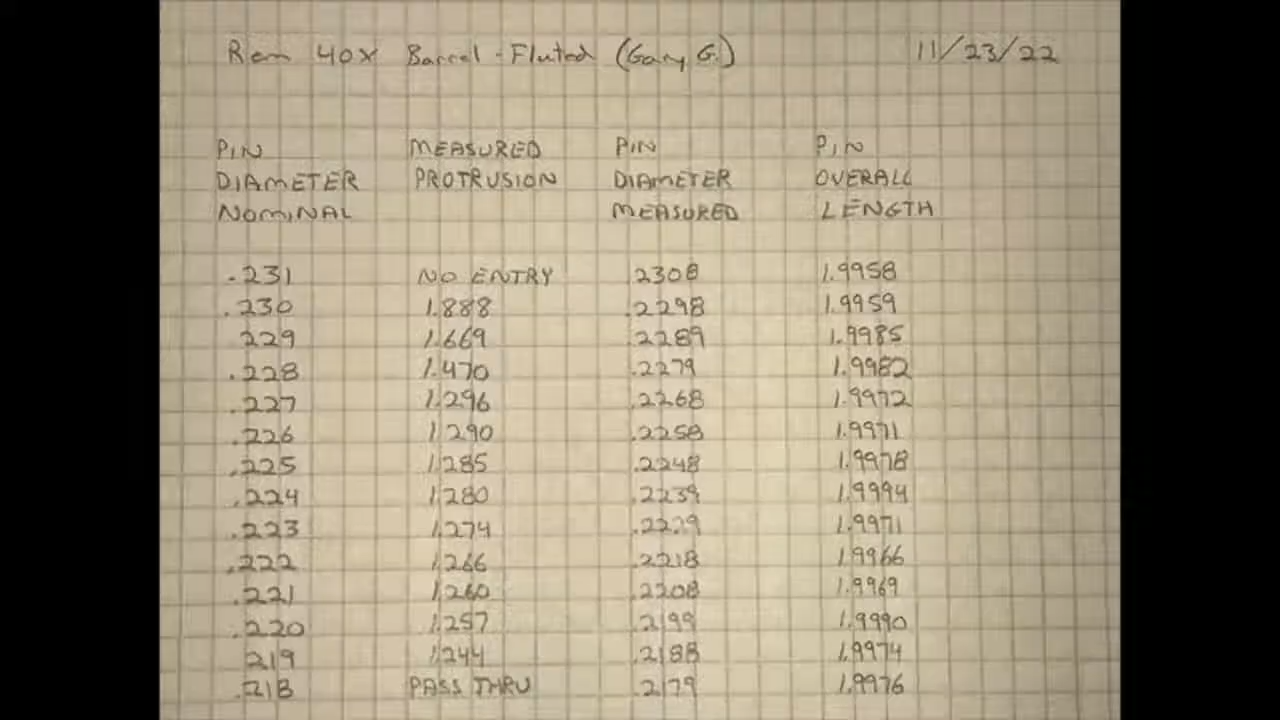 Rem 40X Barrel - Fluted (Gary G.) 11/23/22
PIN MEASURED PIN PIN
DIAMETER PROTRUSION DIAMETER OVERALL
NOMINAL MEASURED LENGTH
.231 NO ENTRY .2308 1.9958
.230 1.888 .2298 1.9959
.229 1.669 .2289 1.9985
.228 1.470 .2279 1.9982
.227 1.296 .2268 1.9972
.226 1.290 .2258 1.9971
.225 1.285 .2248 1.9978
.224 1.280 .2239 1.9994
.223 1.274 .2229 1.9971
.222 1.266 .2218 1.9966
.221 1.260 .2208 1.9969
.220 1.257 .2199 1.9990
.219 1.244 .2188 1.9974
.218 PASS THRU .2179 1.9976